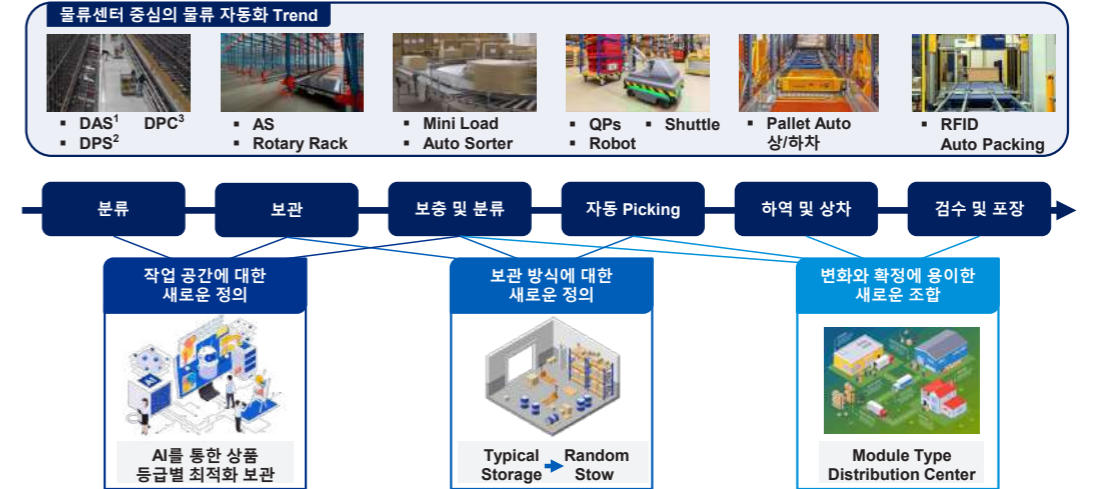 물류센터 중심의 물류 자동화 Trend
▪ DAS¹ DPC³
▪ DPS²
▪ AS
▪ Rotary Rack
▪ Mini Load
▪ Auto Sorter
▪ QPs ▪ Shuttle
▪ Robot
▪ Pallet Auto
상/하차
▪ RFID
Auto Packing
분류
보관
보충 및 분류
자동 Picking
하역 및 상차
검수 및 포장
작업 공간에 대한
새로운 정의
AI
AI를 통한 상품
등급별 최적화 보관
보관 방식에 대한
새로운 정의
Typical Storage
Random Stow
변화와 확정에 용이한
새로운 조합
Module Type
Distribution Center